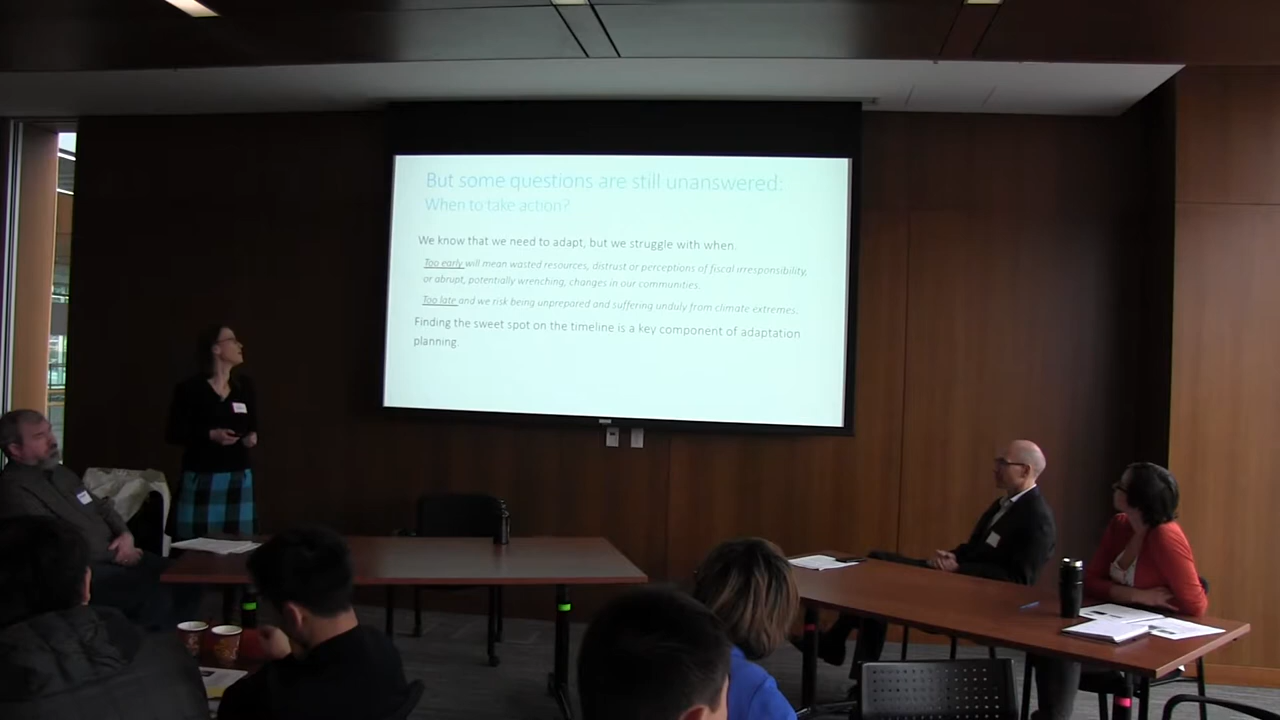 But some questions are still unanswered:
When to take action?
We know that we need to adapt, but we struggle with when.
Too early will mean wasted resources, distrust or perceptions of fiscal irresponsibility,
or abrupt, potentially wrenching, changes in our communities.
Too late and we risk being unprepared and suffering unduly from climate extremes.
Finding the sweet spot on the timeline is a key component of adaptation
planning.